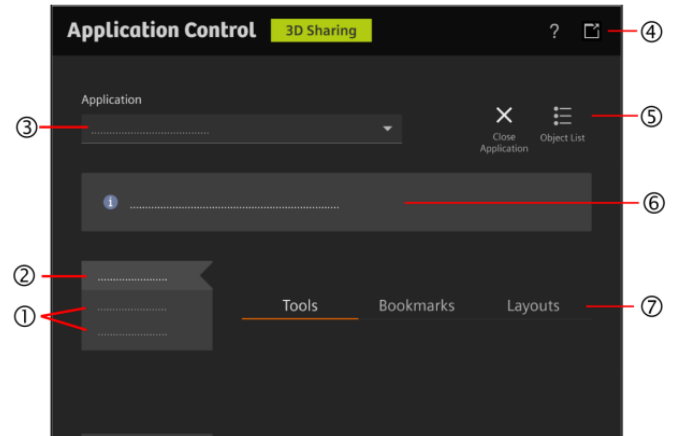 Application Control 3D Sharing ? ④
Application
③ ⑤
Close Application Object List
⑥
②
① Tools Bookmarks Layouts ⑦